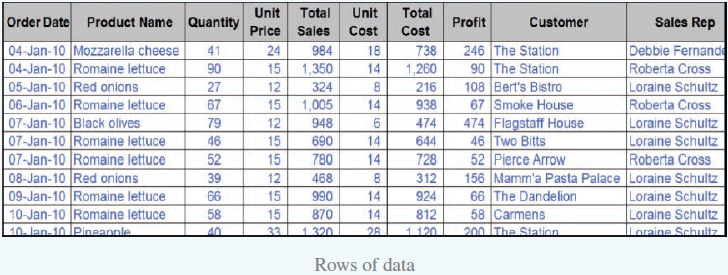 Order Date Product Name Quantity Unit Price Total Sales Unit Cost Total Cost Profit Customer Sales Rep
04-Jan-10 Mozzarella cheese 41 24 984 18 738 246 The Station Debbie Fernande
04-Jan-10 Romaine lettuce 90 15 1,350 14 1,260 90 The Station Roberta Cross
05-Jan-10 Red onions 27 12 324 8 216 108 Bert's Bistro Loraine Schultz
06-Jan-10 Romaine lettuce 67 15 1,005 14 938 67 Smoke House Roberta Cross
07-Jan-10 Black olives 79 12 948 6 474 474 Flagstaff House Loraine Schultz
07-Jan-10 Romaine lettuce 46 15 690 14 644 46 Two Bitts Loraine Schultz
07-Jan-10 Romaine lettuce 52 15 780 14 728 52 Pierce Arrow Roberta Cross
08-Jan-10 Red onions 39 12 468 8 312 156 Mamm'a Pasta Palace Loraine Schultz
09-Jan-10 Romaine lettuce 66 15 990 14 924 66 The Dandelion Loraine Schultz
10-Jan-10 Romaine lettuce 58 15 870 14 812 58 Carmens Loraine Schultz
10-Jan-10 Pineapple 40 33 1,320 28 1,120 200 The Station Loraine Schultz
Rows of data